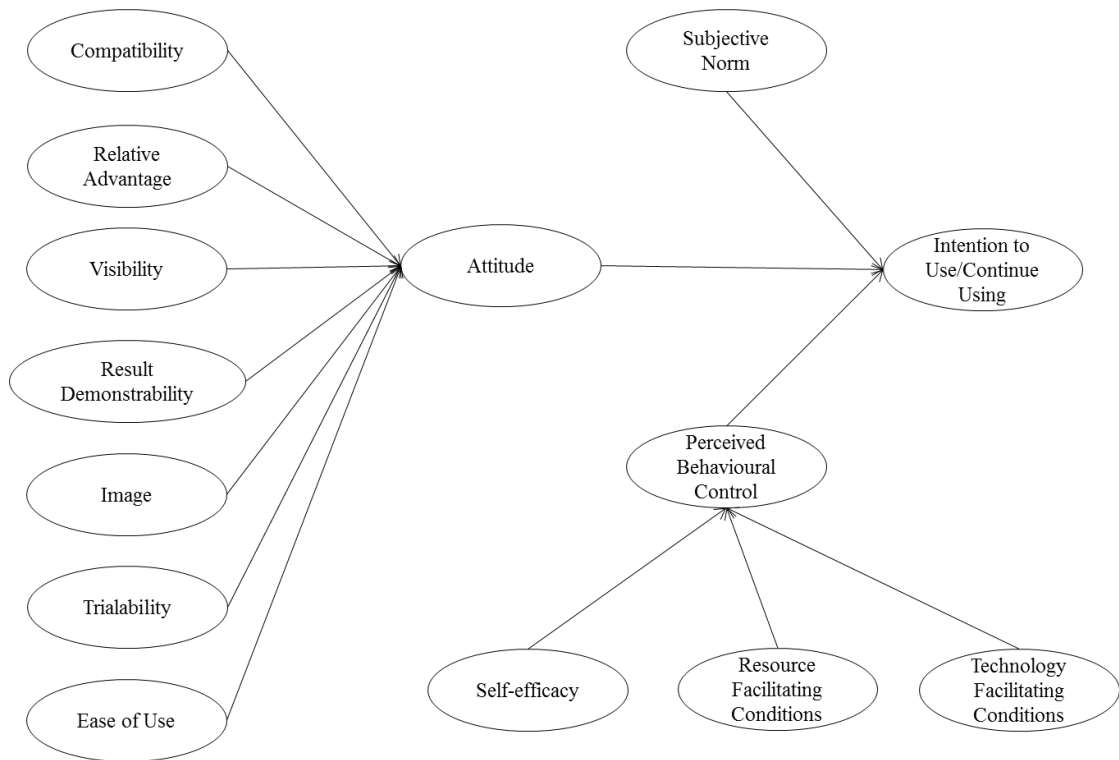 Compatibility
Subjective
Norm
Relative
Advantage
Visibility
Attitude
Intention to
Use/Continue
Using
Result
Demonstrability
Perceived
Behavioural
Control
Image
Trialability
Self-efficacy
Resource
Facilitating
Conditions
Technology
Facilitating
Conditions
Ease of Use